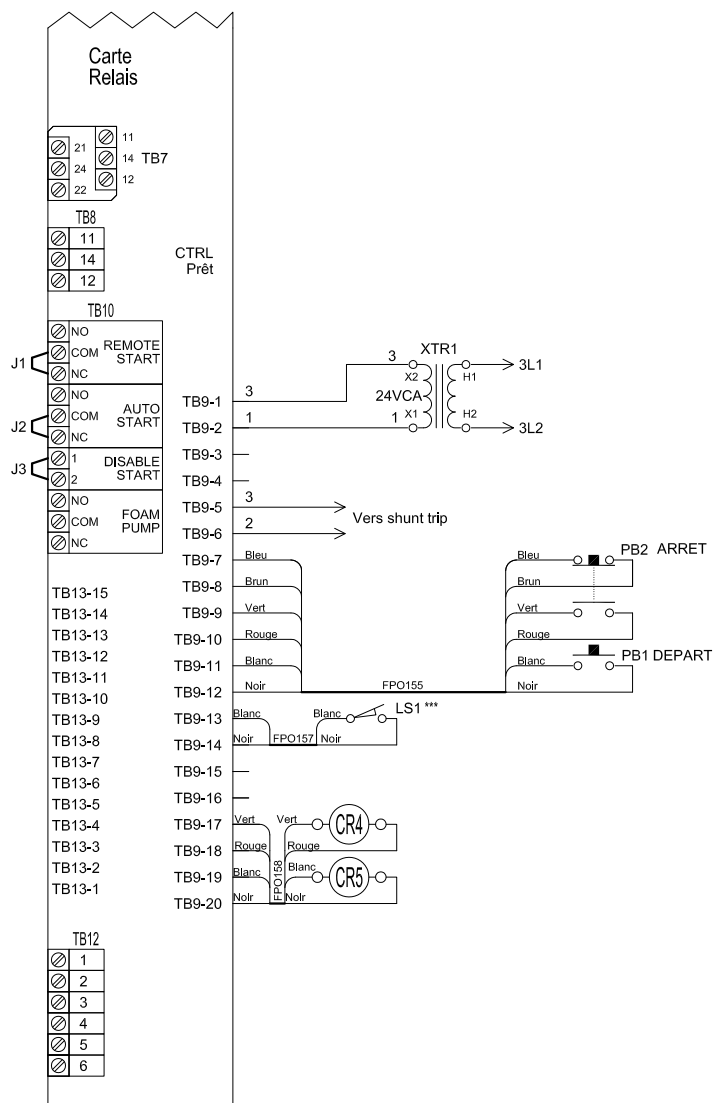 Carte
Relais
21
24
22
11
14
12
TB7
TB8
11
14
12
CTRL
Prêt
TB10
NO
COM
NC
REMOTE
START
J1
NO
COM
NC
AUTO
START
J2
1
2
DISABLE
START
J3
NO
COM
NC
FOAM
PUMP
TB13-15
TB13-14
TB13-13
TB13-12
TB13-11
TB13-10
TB13-9
TB13-8
TB13-7
TB13-6
TB13-5
TB13-4
TB13-3
TB13-2
TB13-1
TB12
1
2
3
4
5
6
TB9-1
TB9-2
TB9-3
TB9-4
TB9-5
TB9-6
TB9-7
TB9-8
TB9-9
TB9-10
TB9-11
TB9-12
TB9-13
TB9-14
TB9-15
TB9-16
TB9-17
TB9-18
TB9-19
TB9-20
3
1
3
1
XTR1
X2
24VCA
X1
H1
H2
3L1
3L2
3
2
Vers shunt trip
Bleu
Brun
Vert
Rouge
Blanc
Noir
FPO155
Bleu
Brun
Vert
Rouge
Blanc
Noir
PB2 ARRET
PB1 DEPART
Blanc
Noir
FPO157
Blanc
Noir
LS1 ***
Vert
Rouge
Blanc
Noir
FPO158
Vert
Rouge
Blanc
Noir
CR4
CR5